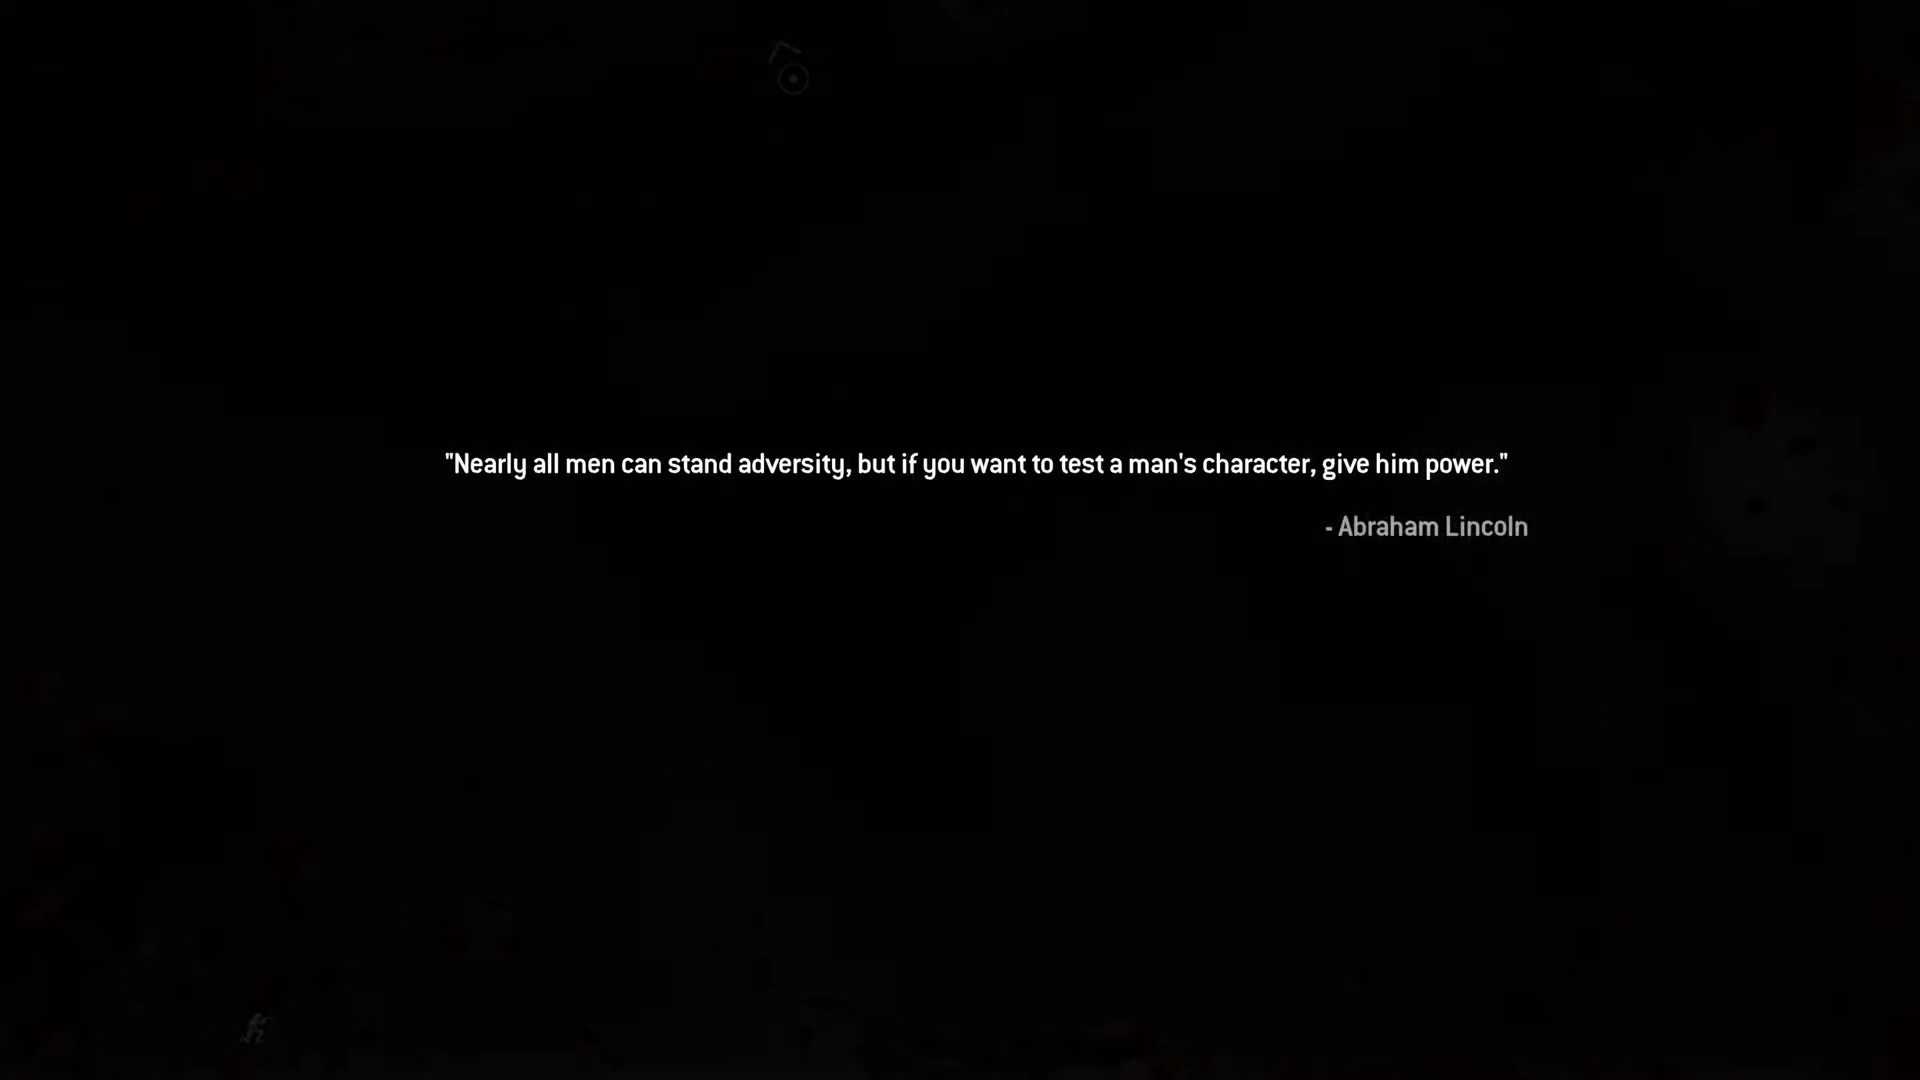 "Nearly all men can stand adversity, but if you want to test a man's character, give him power."
- Abraham Lincoln